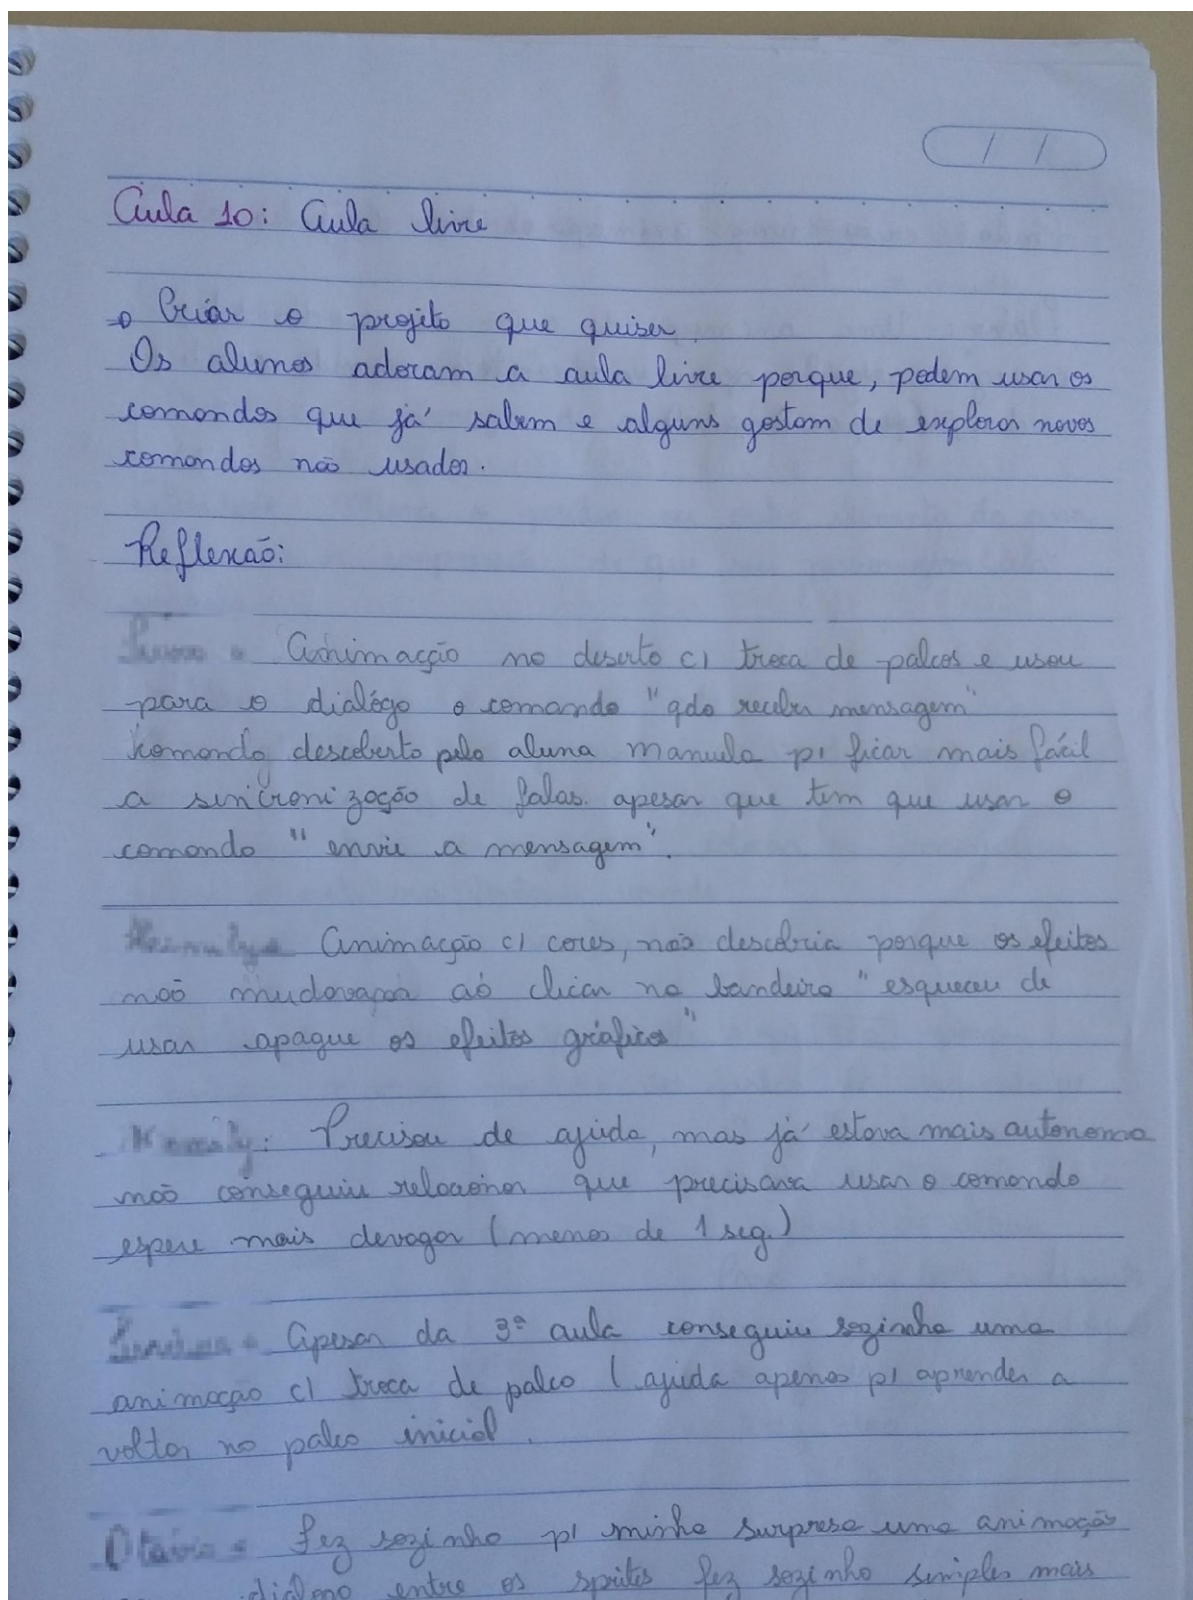 / /
Aula 10: Aula livre
Criar o projeto que quiser.
Os alunos adoram a aula livre porque, podem usar os
comandos que já sabem e alguns gostam de explorar novos
comandos não usados.
Reflexão:
Animacção no deserto c/ troca de palcos e usou
para o dialógo o comando "qdo receber mensagem"
comando descoberto pela aluna manuela p/ ficar mais fácil
a sincronização de falas. apesar que tem que usar o
comando "envie a mensagem".
Animacção c/ cores, não descobria porque os efeitos
não mudavam ao clicar na bandeira "esqueceu de
usar apague os efeitos gráficos"
Precisou de ajuda, mas já estava mais autonoma
não conseguiu relacionar que precisava usar o comando
espere mais devagar (menos de 1 seg.)
Apesar da 3ª aula conseguiu sozinha uma
animação c/ troca de palco (ajuda apenas p/ aprender a
voltar no palco inicial.
fez sozinho p/ minha surpresa uma animação
dialogo entre os sprites fez sozinho simples mais